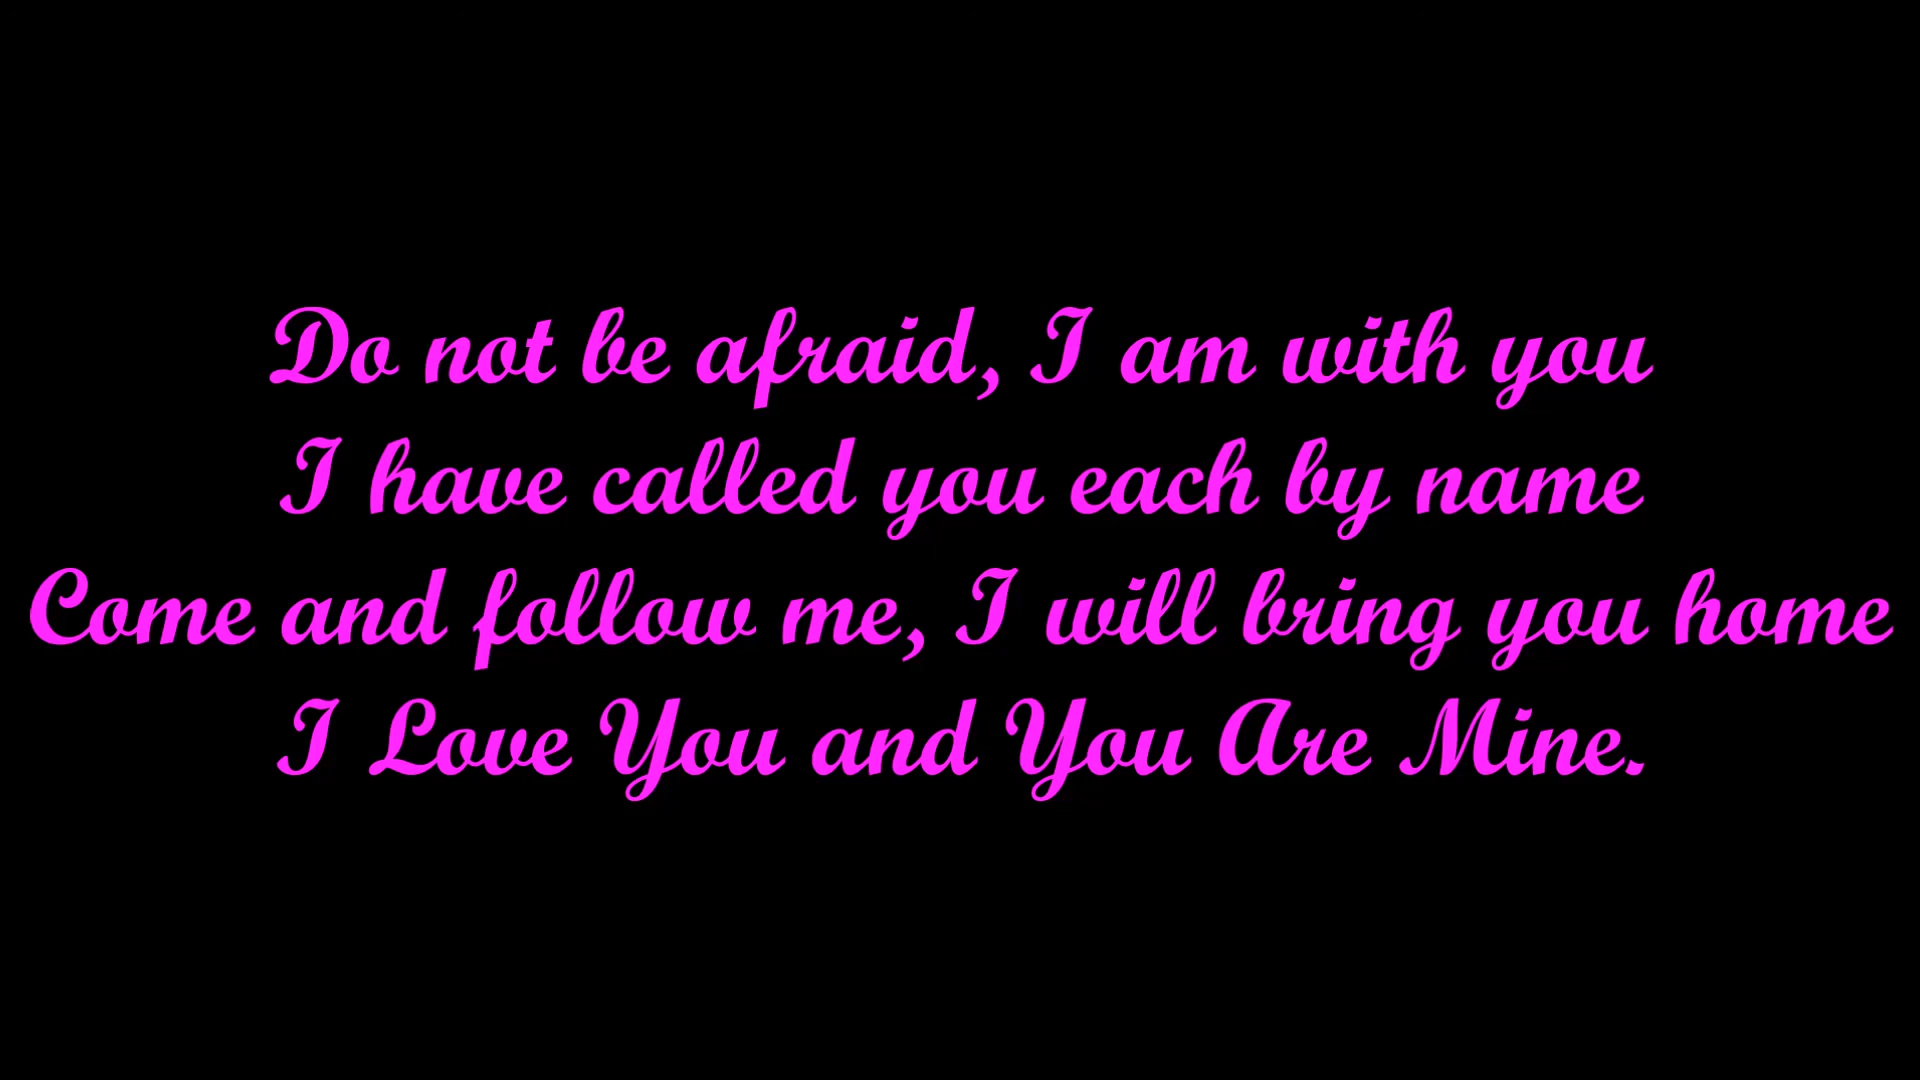 Do not be afraid, I am with you
I have called you each by name
Come and follow me, I will bring you home
I Love You and You Are Mine.